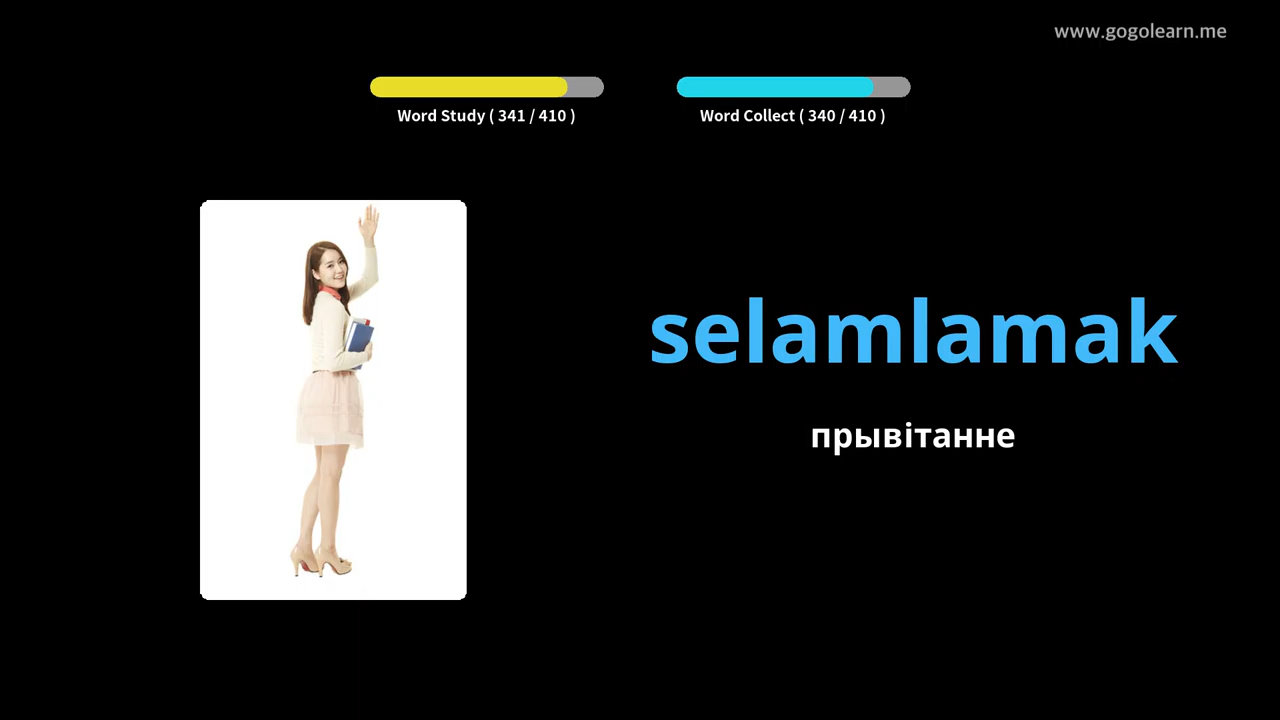 www.gogolearn.me
Word Study ( 341 / 410 )
Word Collect ( 340 / 410 )
selamlamak
прывітанне